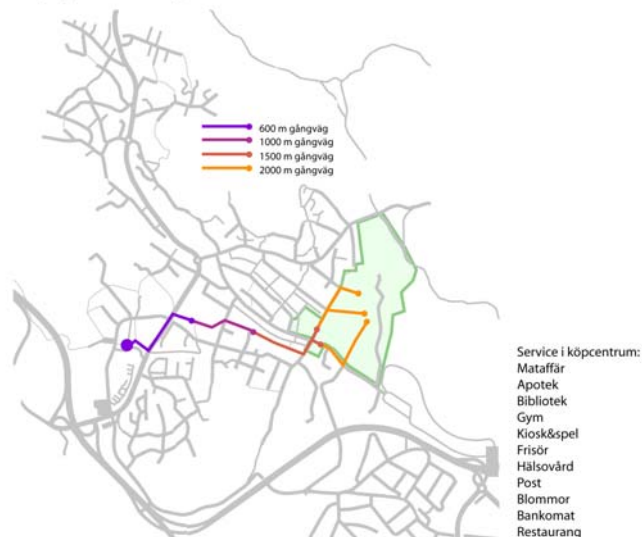 600 m gångväg
1000 m gångväg
1500 m gångväg
2000 m gångväg
Service i köpcentrum:
Mataffär
Apotek
Bibliotek
Gym
Kiosk&spel
Frisör
Hälsovård
Post
Blommor
Bankomat
Restaurang